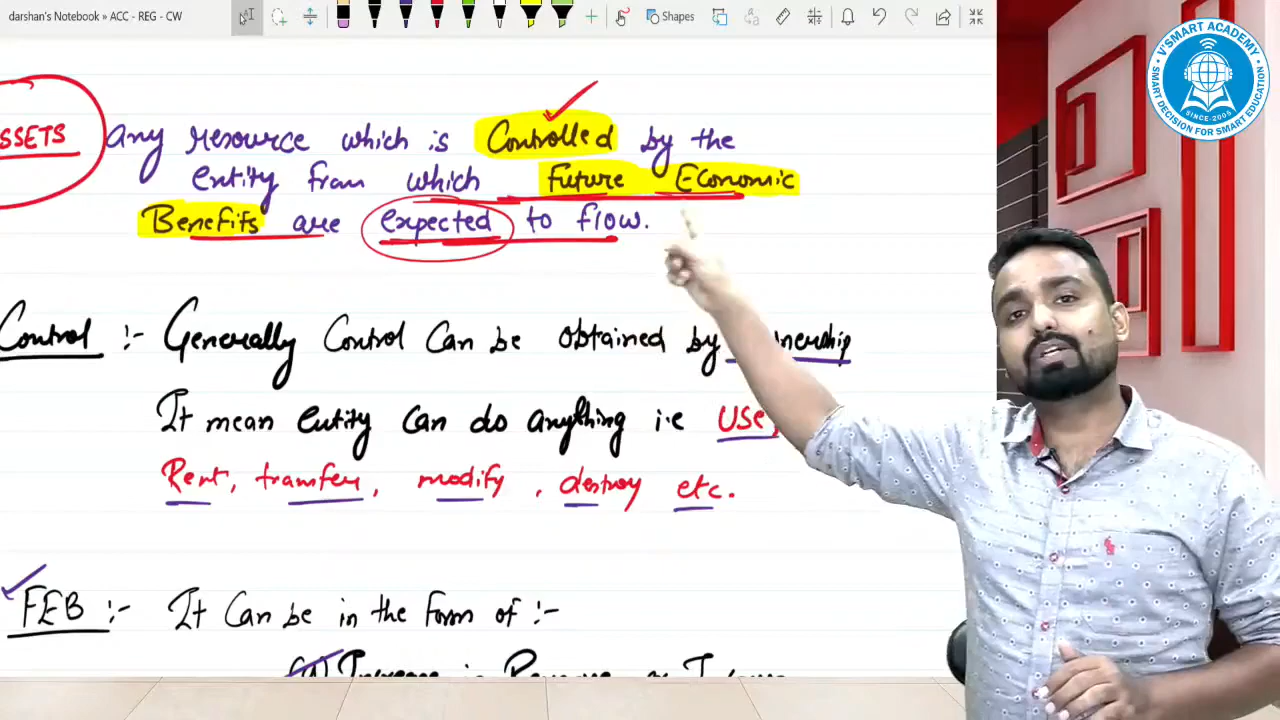 darshan's Notebook » ACC - REG - CW
Shapes
V'SMART ACADEMY
SMART DECISION FOR SMART EDUCATION
SINCE-2005
SSETS
Any resource which is Controlled by the
entity from which Future Economic
Benefits are expected to flow.
Control :- Generally Control Can be obtained by
It mean entity can do anything i.e Use,
Rent, transfer, modify, destroy etc.
FEB :- It Can be in the form of :-